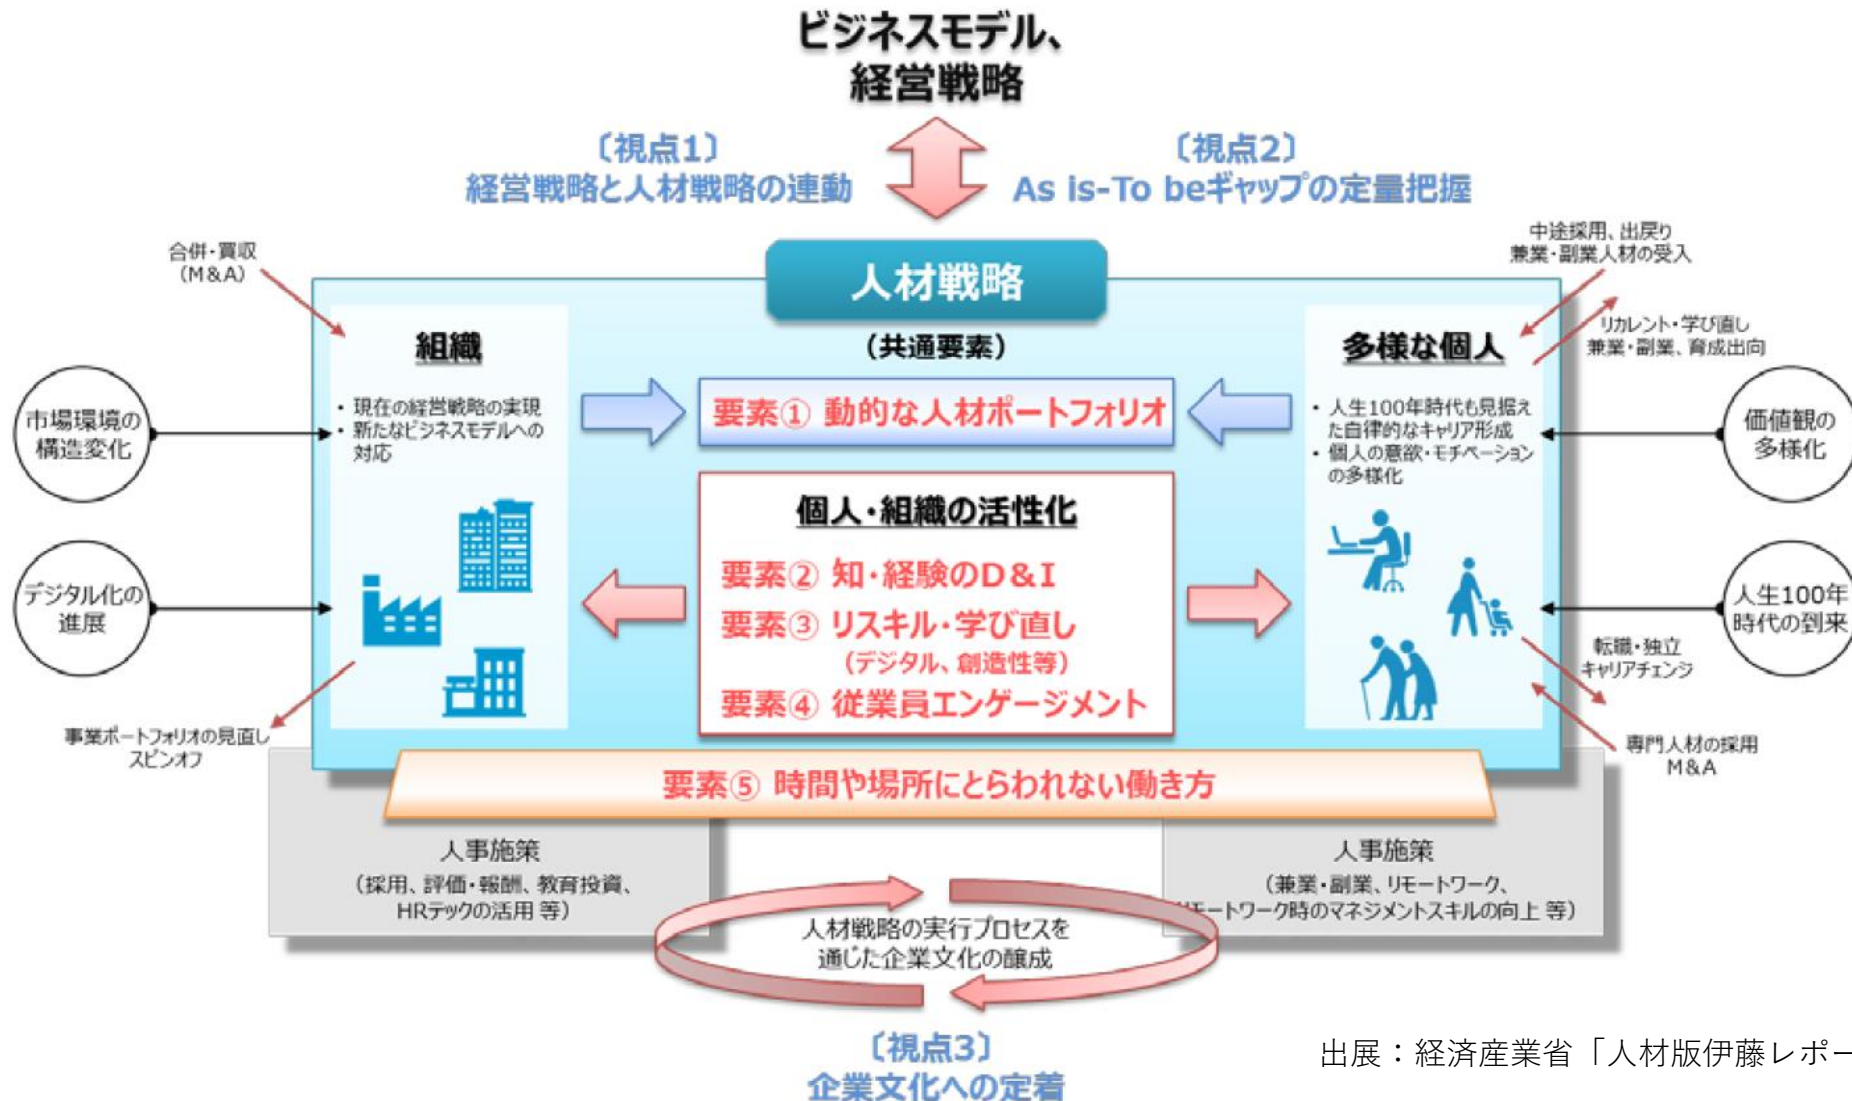 ビジネスモデル、
経営戦略
〔視点1〕
経営戦略と人材戦略の連動
〔視点2〕
As is-To beギャップの定量把握
合併・買収
（M&A）
中途採用、出戻り
兼業・副業人材の受入
リカレント・学び直し
兼業・副業、育成出向
人材戦略
（共通要素）
組織
・現在の経営戦略の実現
・新たなビジネスモデルへの
対応
要素① 動的な人材ポートフォリオ
多様な個人
・人生100年時代も見据え
た自律的なキャリア形成
・個人の意欲・モチベーション
の多様化
市場環境の
構造変化
デジタル化の
進展
価値観の
多様化
人生100年
時代の到来
個人・組織の活性化
要素② 知・経験のD&I
要素③ リスキル・学び直し
（デジタル、創造性等）
要素④ 従業員エンゲージメント
転職・独立
キャリアチェンジ
専門人材の採用
M&A
事業ポートフォリオの見直し
スピンオフ
要素⑤ 時間や場所にとらわれない働き方
人事施策
（採用、評価・報酬、教育投資、
HRテックの活用 等）
人事施策
（兼業・副業、リモートワーク、
リモートワーク時のマネジメントスキルの向上 等）
人材戦略の実行プロセスを
通じた企業文化の醸成
〔視点3〕
企業文化への定着
出展：経済産業省「人材版伊藤レポー